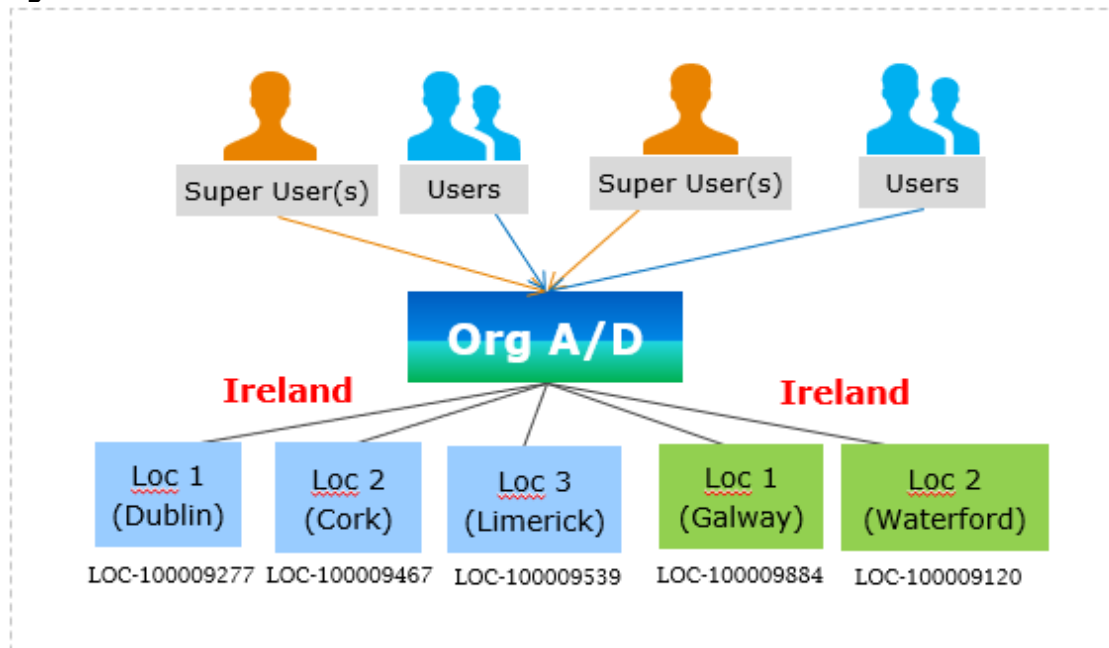 Super User(s)
Users
Super User(s)
Users
Org A/D
Ireland
Ireland
Loc 1
(Dublin)
Loc 2
(Cork)
Loc 3
(Limerick)
Loc 1
(Galway)
Loc 2
(Waterford)
LOC-100009277
LOC-100009467
LOC-100009539
LOC-100009884
LOC-100009120